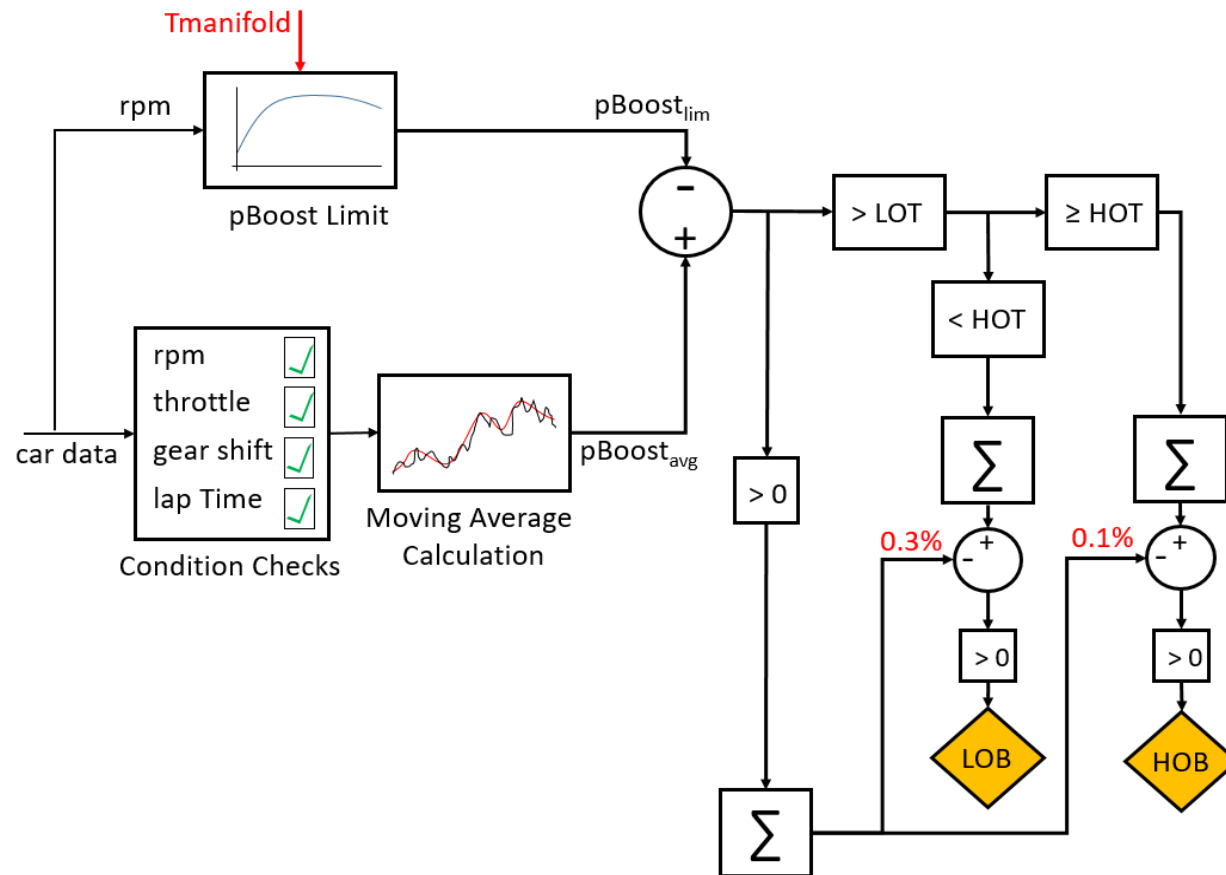 Tmanifold
rpm
pBoost Limit
pBoostlim
-
+
> LOT
≥ HOT
< HOT
car data
rpm
throttle
gear shift
lap Time
Condition Checks
Moving Average
Calculation
pBoostavg
> 0
∑
∑
0.3%
+
-
0.1%
+
-
> 0
> 0
LOB
HOB
∑